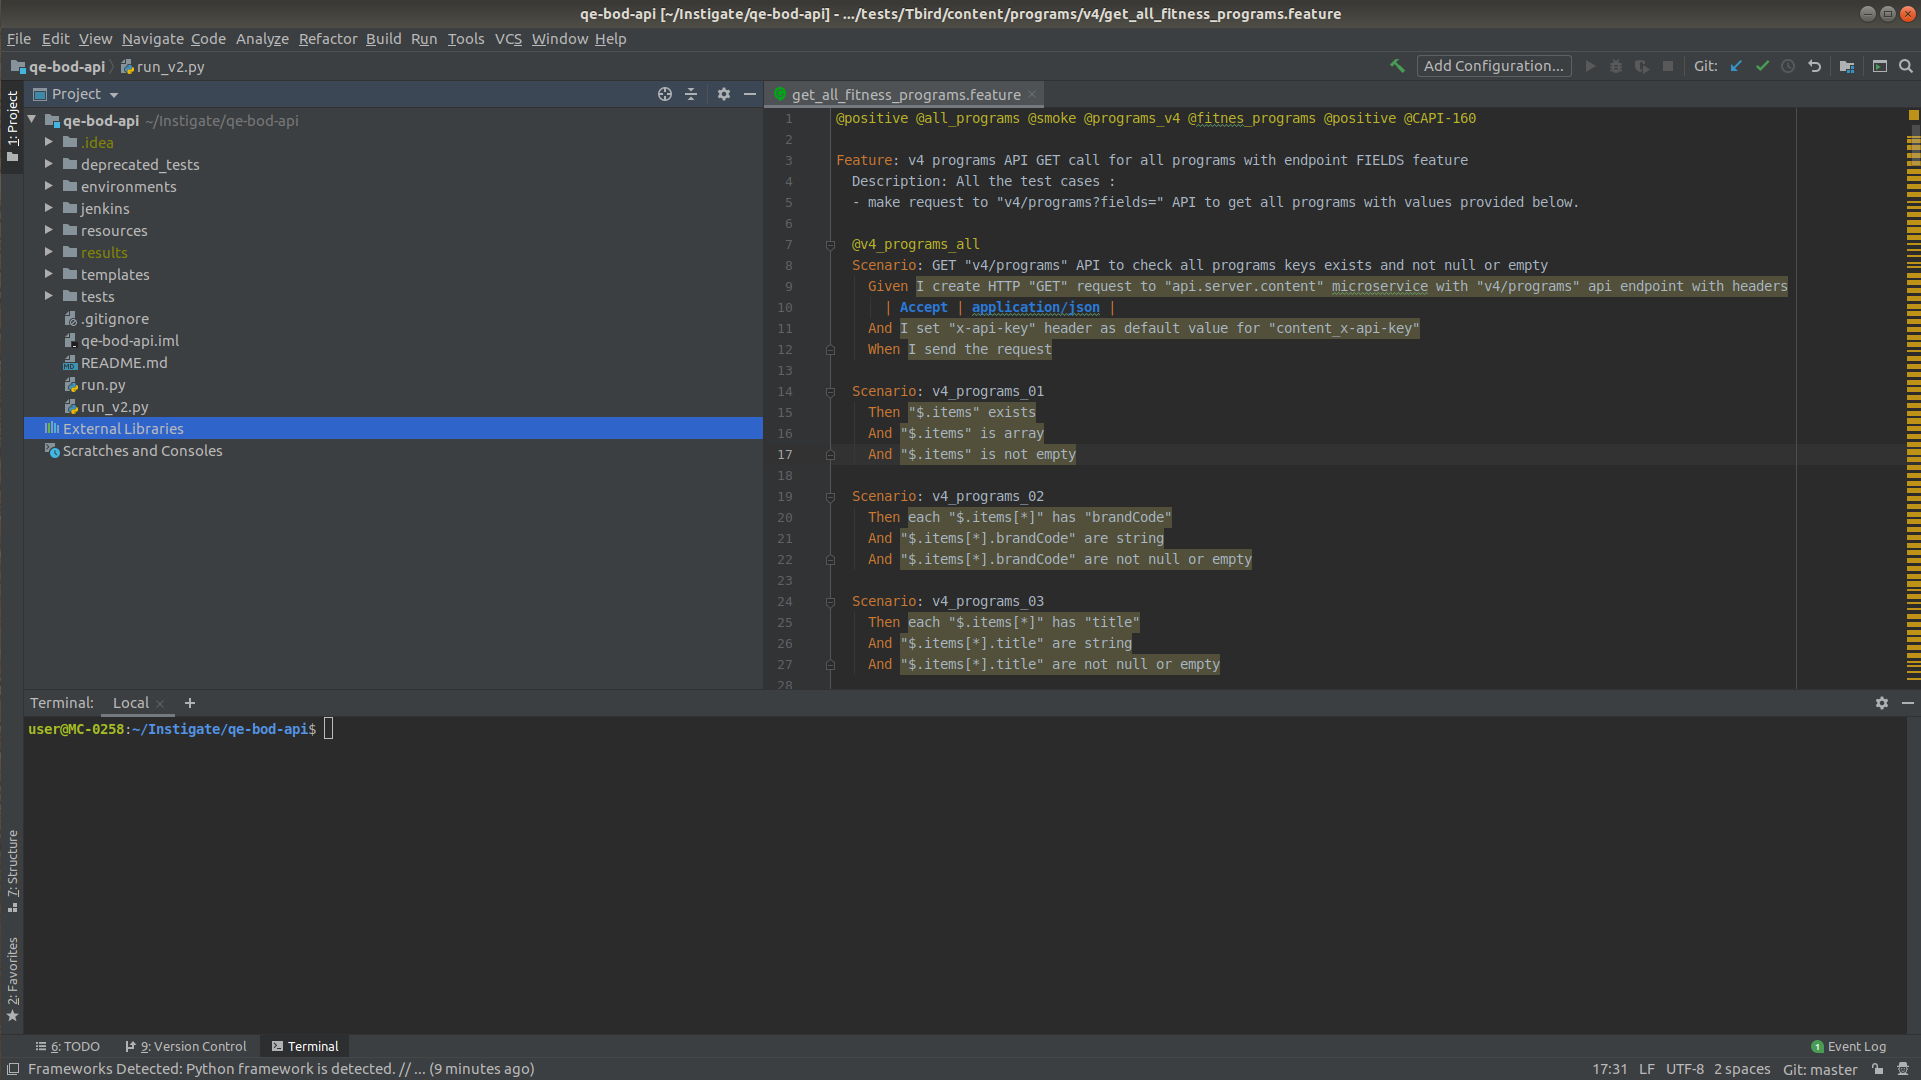 qe-bod-api [~/Instigate/qe-bod-api] - .../tests/Tbird/content/programs/v4/get_all_fitness_programs.feature
File Edit View Navigate Code Analyze Refactor Build Run Tools VCS Window Help
qe-bod-api run_v2.py Add Configuration... Git:
1: Project
Project
qe-bod-api ~/Instigate/qe-bod-api
.idea
deprecated_tests
environments
jenkins
resources
results
templates
tests
.gitignore
qe-bod-api.iml
README.md
run.py
run_v2.py
External Libraries
Scratches and Consoles
get_all_fitness_programs.feature
1 @positive @all_programs @smoke @programs_v4 @fitnes_programs @positive @CAPI-160
2
3 Feature: v4 programs API GET call for all programs with endpoint FIELDS feature
4 Description: All the test cases :
5 - make request to "v4/programs?fields=" API to get all programs with values provided below.
6
7 @v4_programs_all
8 Scenario: GET "v4/programs" API to check all programs keys exists and not null or empty
9 Given I create HTTP "GET" request to "api.server.content" microservice with "v4/programs" api endpoint with headers
10 | Accept | application/json |
11 And I set "x-api-key" header as default value for "content_x-api-key"
12 When I send the request
13
14 Scenario: v4_programs_01
15 Then "$.items" exists
16 And "$.items" is array
17 And "$.items" is not empty
18
19 Scenario: v4_programs_02
20 Then each "$.items[*]" has "brandCode"
21 And "$.items[*].brandCode" are string
22 And "$.items[*].brandCode" are not null or empty
23
24 Scenario: v4_programs_03
25 Then each "$.items[*]" has "title"
26 And "$.items[*].title" are string
27 And "$.items[*].title" are not null or empty
28
Terminal: Local +
user@MC-0258:~/Instigate/qe-bod-api$
7: Structure
2: Favorites
6: TODO 9: Version Control Terminal 1 Event Log
Frameworks Detected: Python framework is detected. // ... (9 minutes ago) 17:31 LF UTF-8 2 spaces Git: master